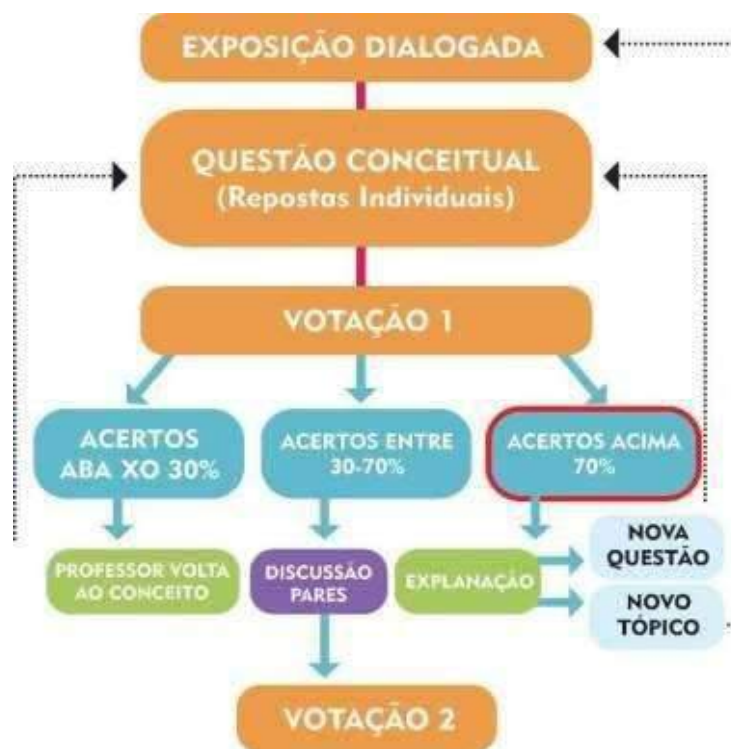 EXPOSIÇÃO DIALOGADA
QUESTÃO CONCEITUAL
(Repostas Individuais)
VOTAÇÃO 1
ACERTOS
ABA XO 30%
ACERTOS ENTRE
30-70%
ACERTOS ACIMA
70%
PROFESSOR VOLTA
AO CONCEITO
DISCUSSÃO
PARES
EXPLANAÇÃO
NOVA
QUESTÃO
NOVO
TÓPICO
VOTAÇÃO 2